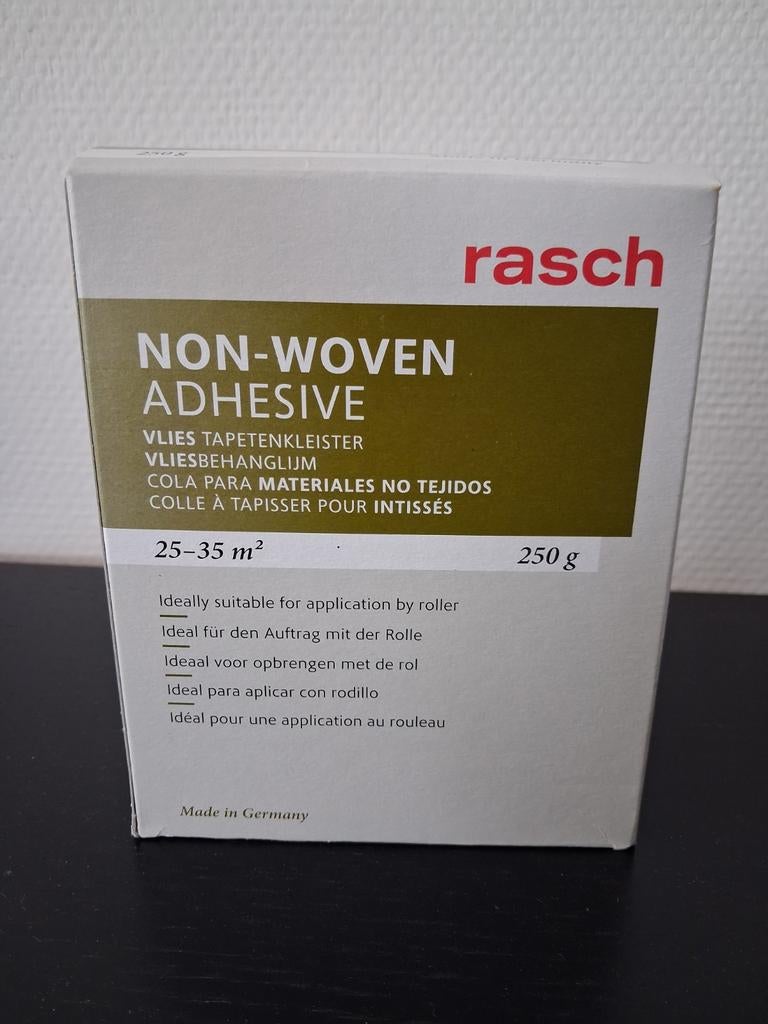 250 g
rasch
NON-WOVEN
ADHESIVE
VLIES TAPETENKLEISTER
VLIESBEHANGLIJM
COLA PARA MATERIALES NO TEJIDOS
COLLE À TAPISSER POUR INTISSÉS
25–35 m² 250 g
Ideally suitable for application by roller
Ideal für den Auftrag mit der Rolle
Ideaal voor opbrengen met de rol
Ideal para aplicar con rodillo
Idéal pour une application au rouleau
Made in Germany